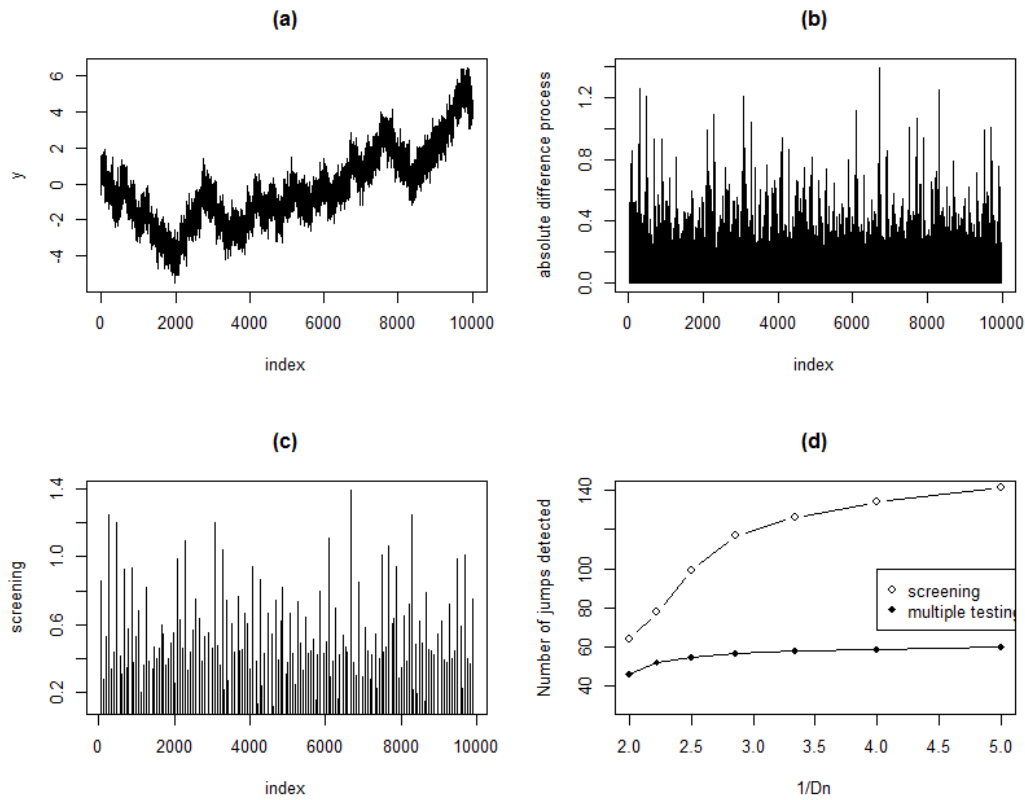 (a)
y
6
4
2
0
-2
-4
0 2000 4000 6000 8000 10000
index
(b)
absolute difference process
1.2
0.8
0.4
0.0
0 2000 4000 6000 8000 10000
index
(c)
screening
1.4
1.0
0.6
0.2
0 2000 4000 6000 8000 10000
index
(d)
Number of jumps detected
140
100
80
60
40
screening
multiple testing
2.0 2.5 3.0 3.5 4.0 4.5 5.0
1/Dn